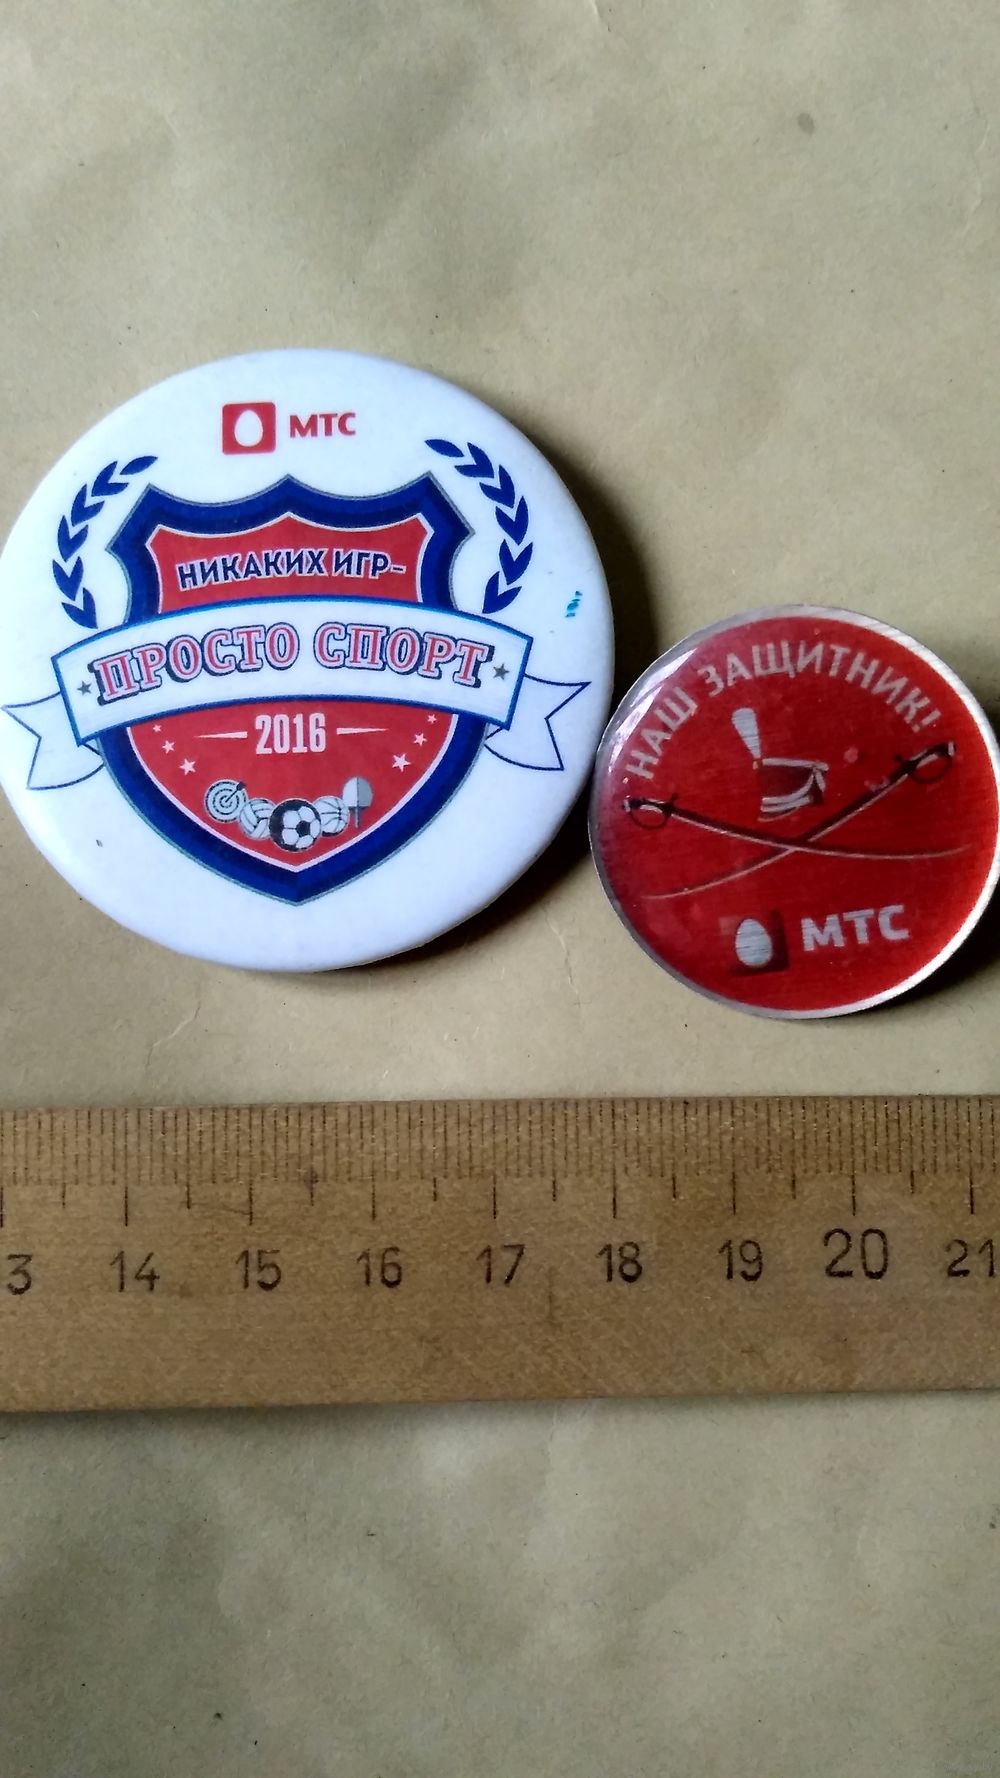 МТС
НИКАКИХ ИГР-
ПРОСТО СПОРТ
2016
НАШ ЗАЩИТНИК!
МТС
3 14 15 16 17 18 19 20 21